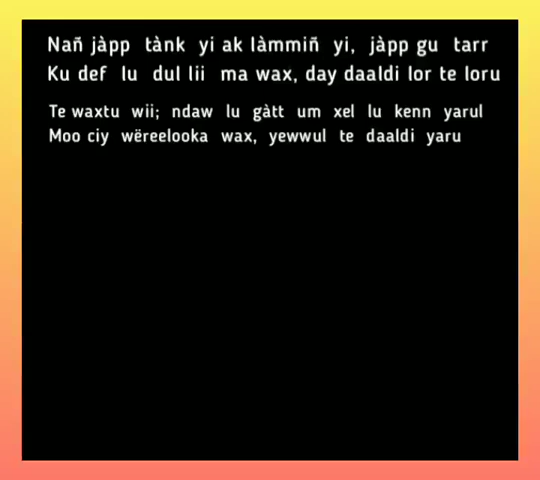 Nañ jàpp tànk yi ak làmmiñ yi, jàpp gu tarr
Ku def lu dul lii ma wax, day daaldi lor te loru
Te waxtu wii; ndaw lu gàtt um xel lu kenn yarul
Moo ciy wëreelooka wax, yewwul te daaldi yaru